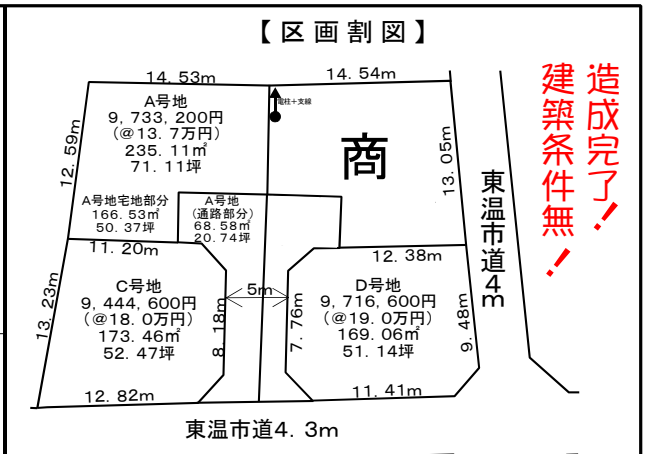 【区画割図】
造成完了!
建築条件無!
14.53m
14.54m
電柱+支線
A号地
9,733,200円
(@13.7万円)
235.11㎡
71.11坪
12.59m
商
13.05m
東温市道4m
A号地宅地部分
166.53㎡
50.37坪
A号地
(通路部分)
68.58㎡
20.74坪
11.20m
12.38m
C号地
9,444,600円
(@18.0万円)
173.46㎡
52.47坪
13.23m
8.18m
5m
7.76m
D号地
9,716,600円
(@19.0万円)
169.06㎡
51.14坪
9.48m
12.82m
11.41m
東温市道4.3m